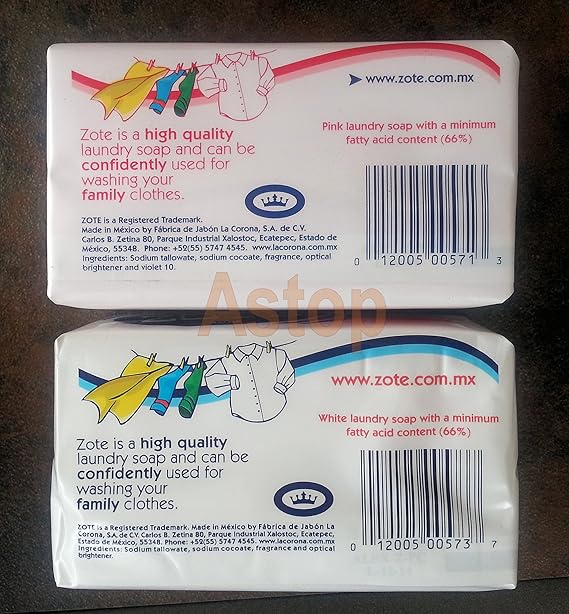 www.zote.com.mx
Zote is a high quality
laundry soap and can be
confidently used for
washing your
family clothes.
Pink laundry soap with a minimum
fatty acid content (66%)
ZOTE is a Registered Trademark.
Made in México by Fábrica de Jabón La Corona, S.A. de C.V.
Carlos B. Zetina 80, Parque Industrial Xalostoc, Ecatepec, Estado de
México, 55348. Phone: +52(55) 5747 4545. www.lacorona.com.mx
Ingredients: Sodium tallowate, sodium cocoate, fragrance, optical
brightener and violet 10.
0 12005 00571 3
Astop
www.zote.com.mx
Zote is a high quality
laundry soap and can be
confidently used for
washing your
family clothes.
White laundry soap with a minimum
fatty acid content (66%)
ZOTE is a Registered Trademark. Made in México by Fábrica de Jabón La
Corona, S.A. de C.V. Carlos B. Zetina 80, Parque Industrial Xalostoc, Ecatepec,
Estado de México, 55348. Phone: +52(55) 5747 4545. www.lacorona.com.mx
Ingredients: Sodium tallowate, sodium cocoate, fragrance and optical
brightener.
0 12005 00573 7